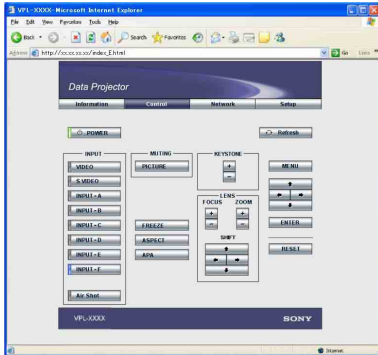 VPL-XXXX-Microsoft Internet Explorer
File Edit View Favorites Tools Help
Back Search Favorites
Address http://xx.xx.xx.xx/index_E.html Go Links
Data Projector
Information Control Network Setup
POWER Refresh
INPUT MUTING KEYSTONE
VIDEO PICTURE + MENU
S VIDEO −
INPUT-A
LENS
INPUT-B FOCUS ZOOM
INPUT-C FREEZE + + ENTER
INPUT-D ASPECT − −
INPUT-E APA SHIFT RESET
INPUT-F
Air Shot
VPL-XXXX SONY
Internet